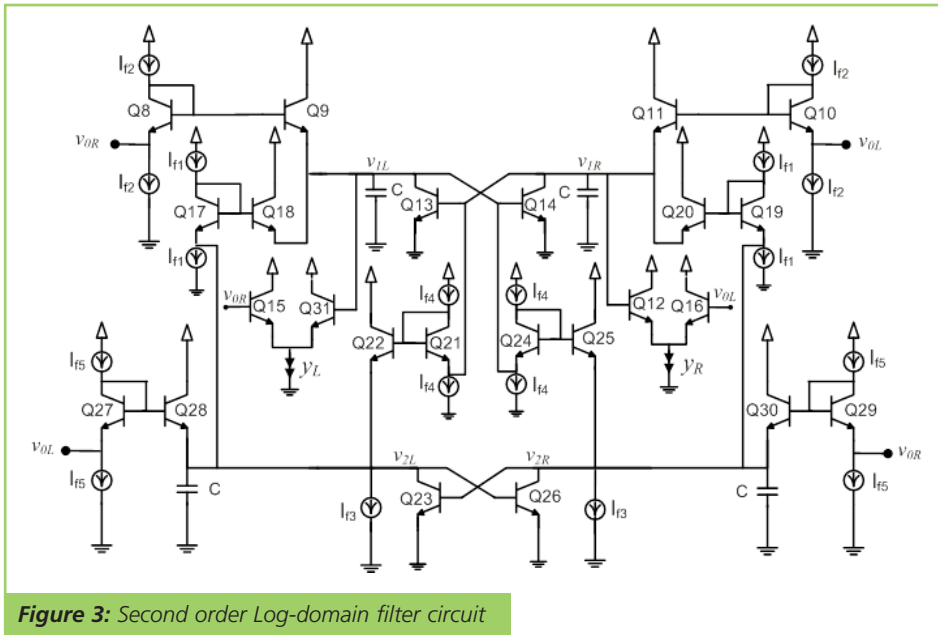 If2 If2
Q8 Q9 Q11 Q10
v0R v0L
If1 v1L v1R If1
If2 If2
C C
Q17 Q18 Q13 Q14 Q20 Q19
If1 If1
v0R v0L
Q15 Q31 If4 If4 Q12 Q16
Q22 Q21 Q24 Q25
yL yR
If5 If4 If4 If5
Q27 Q28 Q30 Q29
v0L v2L v2R v0R
If5 C If3 Q23 Q26 If3 C If5
Figure 3: Second order Log-domain filter circuit